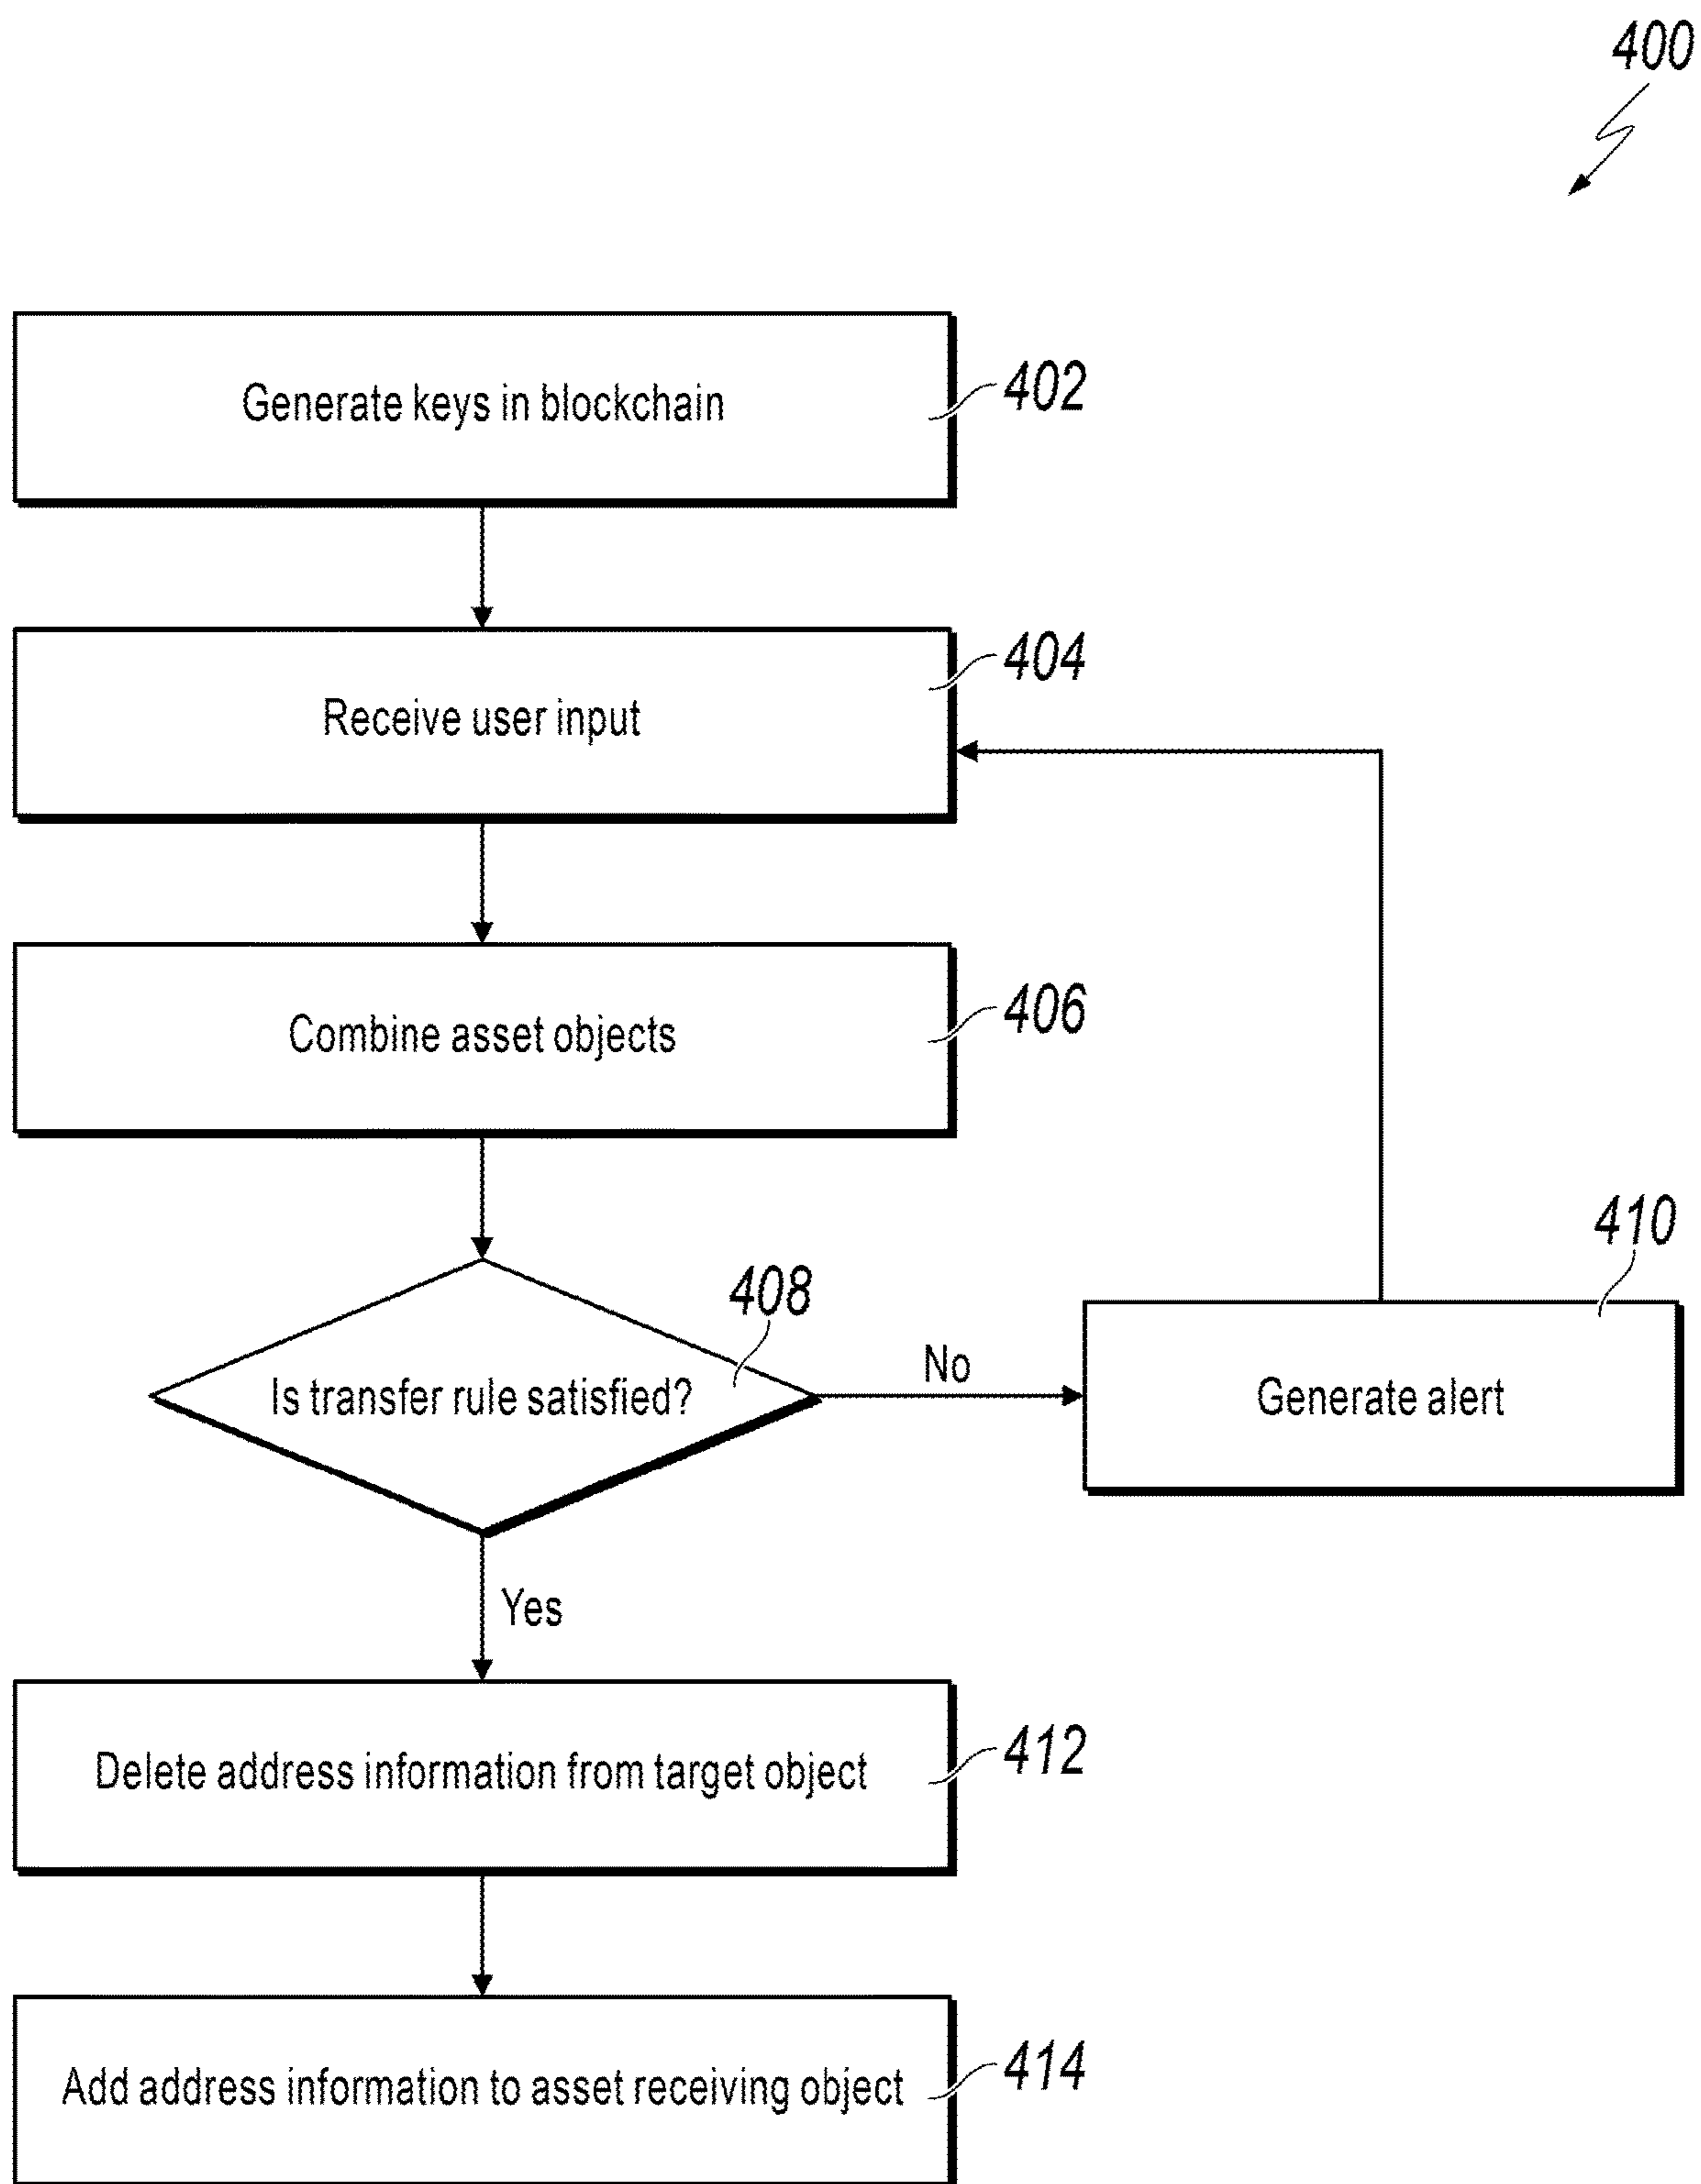 400
Generate keys in blockchain
402
Receive user input
404
Combine asset objects
406
Is transfer rule satisfied?
408
No
Generate alert
410
Yes
Delete address information from target object
412
Add address information to asset receiving object
414